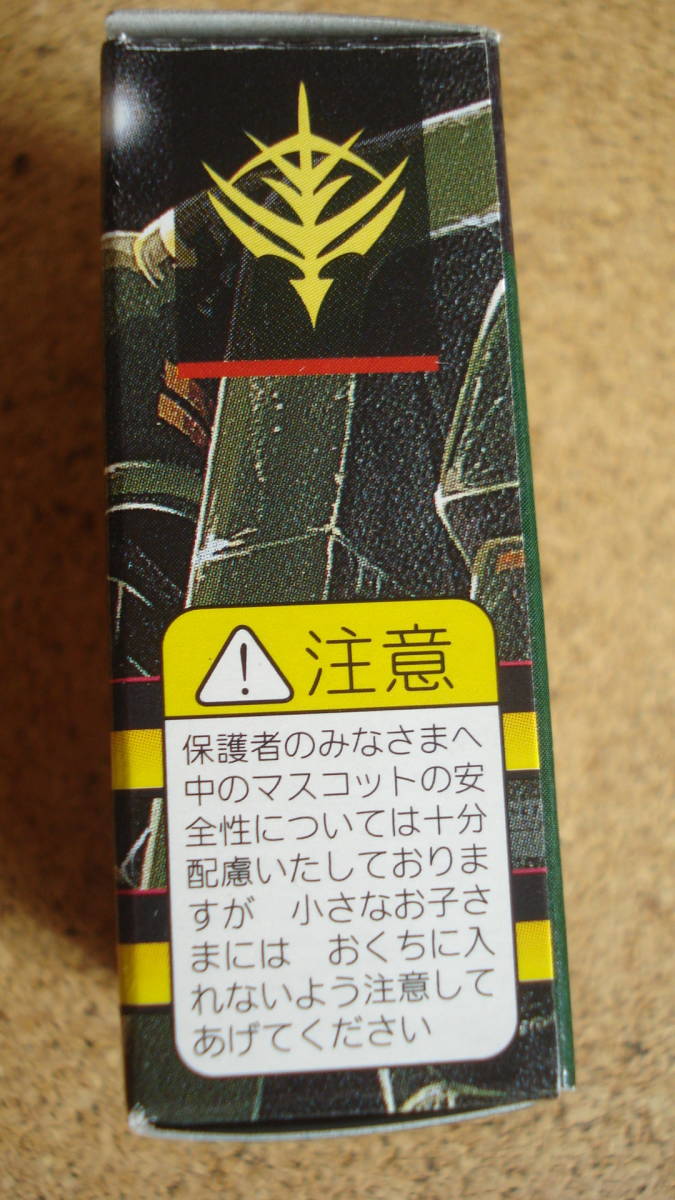 注意
保護者のみなさまへ
中のマスコットの安
全性については十分
配慮いたしておりま
すが　小さなお子さ
まには　おくちに入
れないよう注意して
あげてください